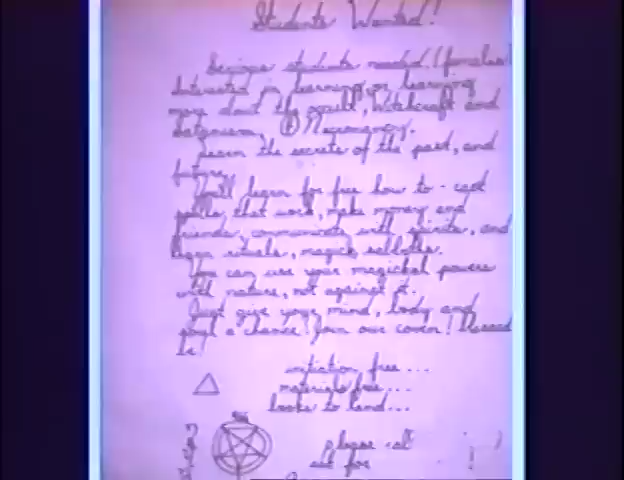 Students Wanted!
Serious students needed! (females)
interested in learning or learning
more about the occult, Witchcraft and
Satanism, Necromancy.
Learn the secrets of the past, and
future.
You'll learn for free how to - cast
spells that work, make money and
friends, communicate with spirits, and
learn rituals, magick sabbats.
You can use your magickal powers
with nature, not against it.
Just give your mind, body and
soul a chance! Join our coven! Blessed
be!
initiation free...
materials free...
books to lend...
please call
ask for